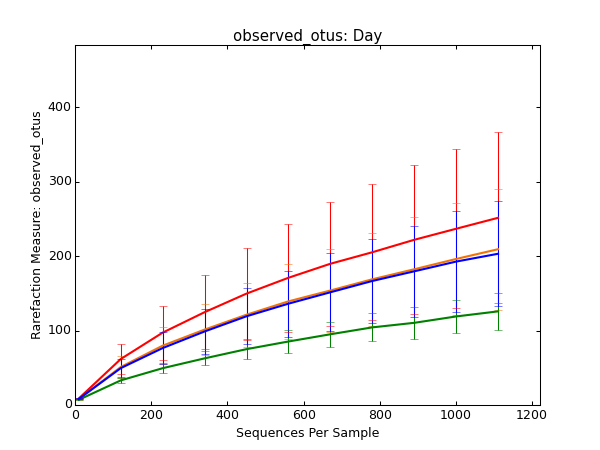 observed_otus: Day
Rarefaction Measure: observed_otus
400
300
200
100
0
0 200 400 600 800 1000 1200
Sequences Per Sample